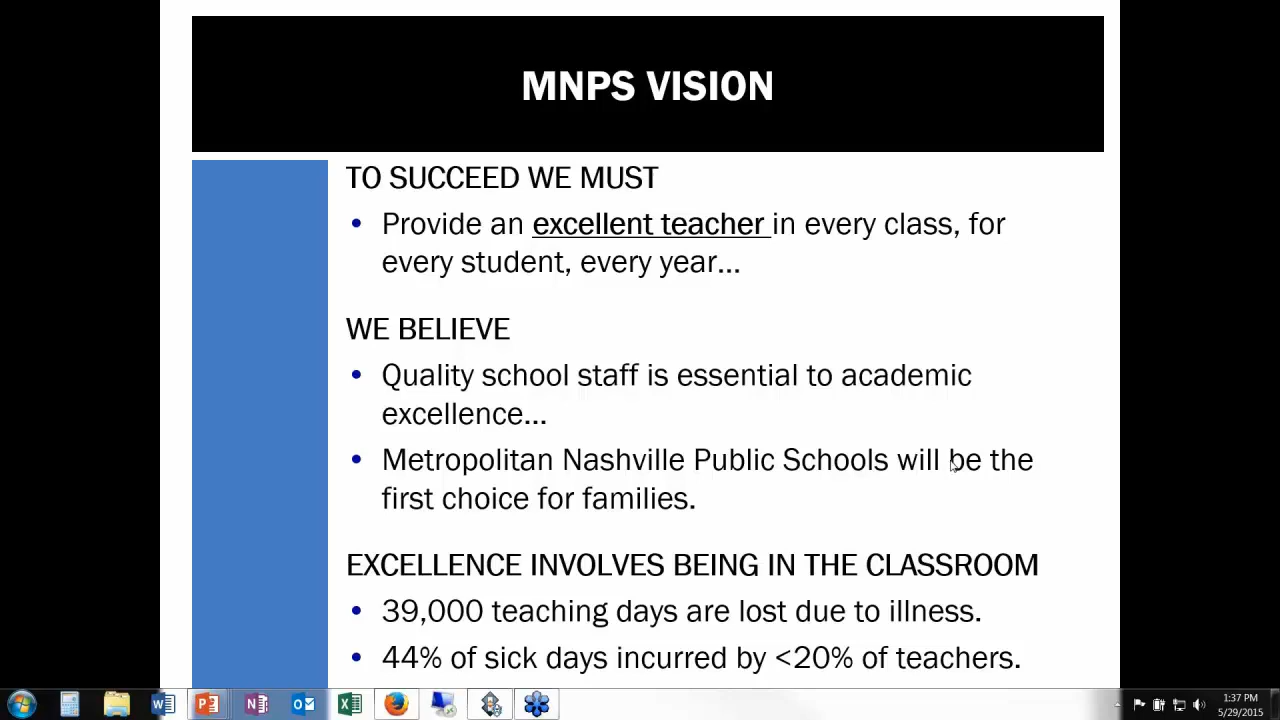 MNPS VISION
TO SUCCEED WE MUST
• Provide an excellent teacher in every class, for
every student, every year...
WE BELIEVE
• Quality school staff is essential to academic
excellence...
• Metropolitan Nashville Public Schools will be the
first choice for families.
EXCELLENCE INVOLVES BEING IN THE CLASSROOM
• 39,000 teaching days are lost due to illness.
• 44% of sick days incurred by <20% of teachers.
1:37 PM
5/29/2015